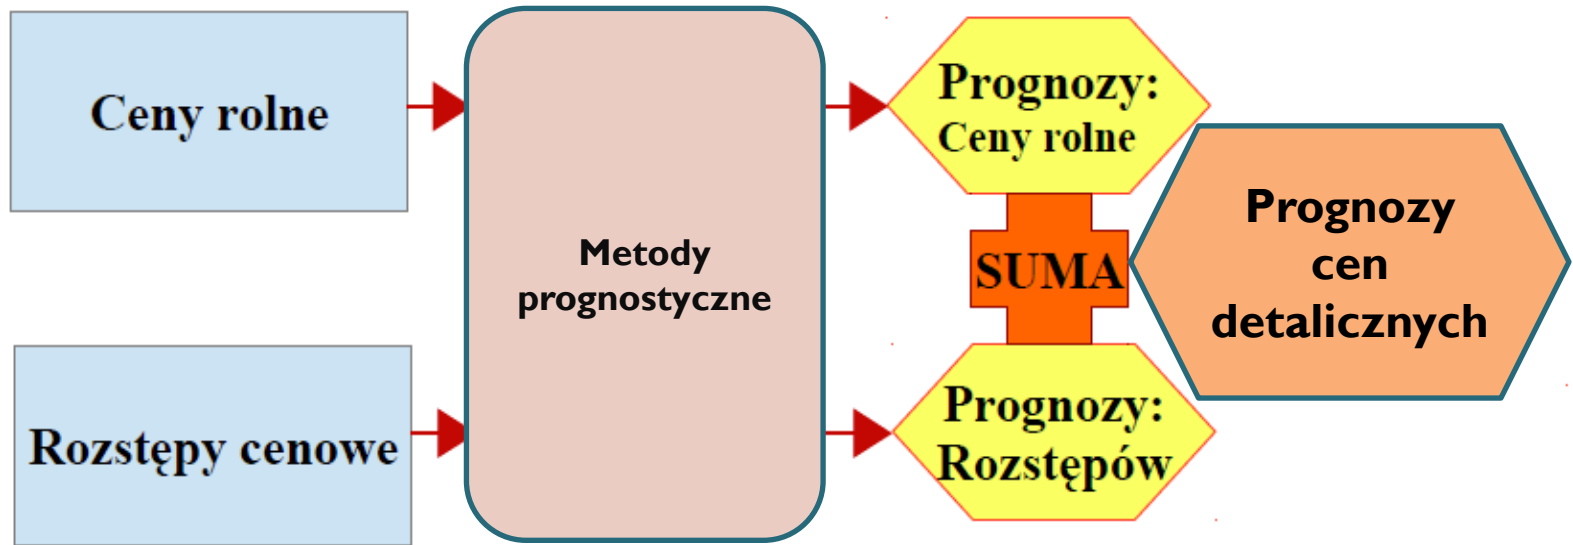 Ceny rolne
Rozstępy cenowe
Metody
prognostyczne
Prognozy:
Ceny rolne
SUMA
Prognozy:
Rozstępów
Prognozy
cen
detalicznych